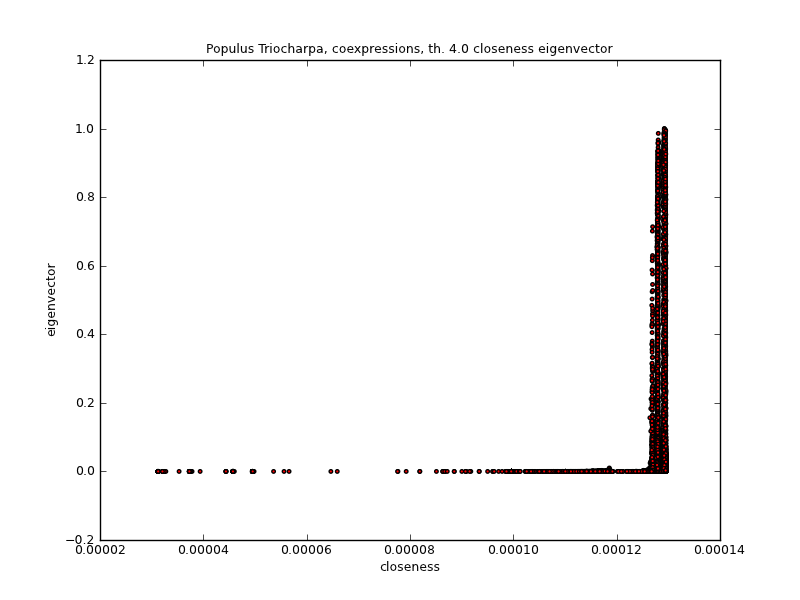 Populus Triocharpa, coexpressions, th. 4.0 closeness eigenvector
1.2
1.0
0.8
0.6
0.4
0.2
0.0
−0.2
eigenvector
0.00002 0.00004 0.00006 0.00008 0.00010 0.00012 0.00014
closeness